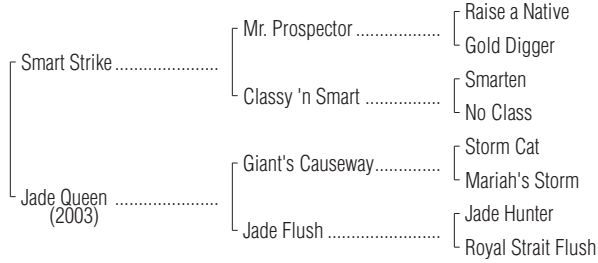 Raise a Native
Mr. Prospector ..................
Gold Digger
Smart Strike ......................
Smarten
Classy 'n Smart ................
No Class
Storm Cat
Giant's Causeway..............
Mariah's Storm
Jade Queen ......................
(2003)
Jade Hunter
Jade Flush ........................
Royal Strait Flush